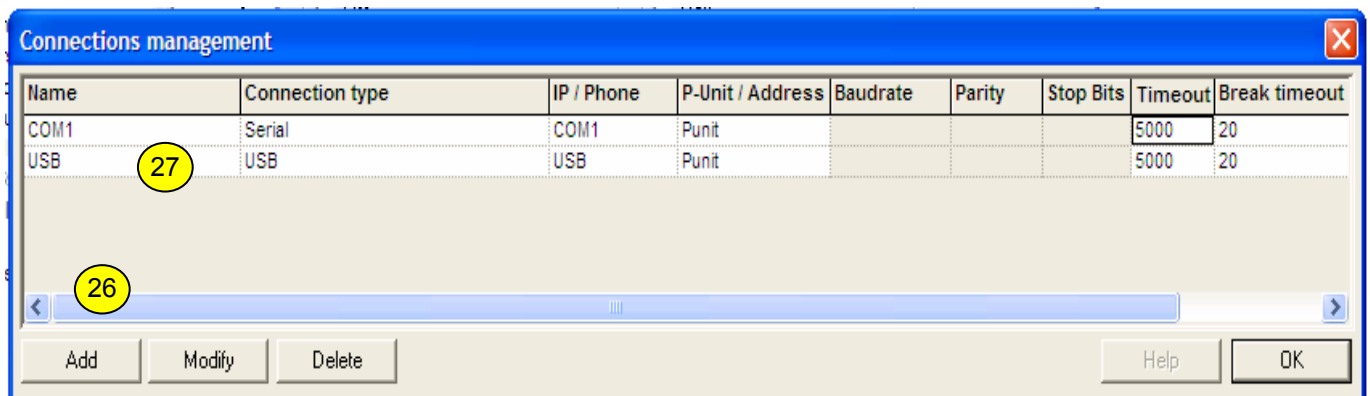 Connections management
Name Connection type IP / Phone P-Unit / Address Baudrate Parity Stop Bits Timeout Break timeout
COM1 Serial COM1 Punit 5000 20
USB USB USB Punit 5000 20
27
26
Add Modify Delete Help OK